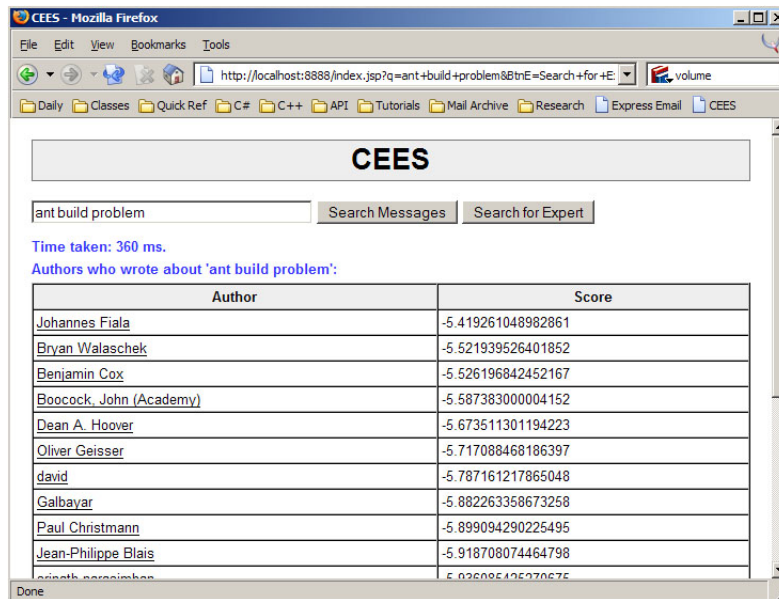 CEES - Mozilla Firefox
File Edit View Bookmarks Tools
http://localhost:8888/index.jsp?q=ant+build+problem&BtnE=Search+for+E: volume
Daily Classes Quick Ref C# C++ API Tutorials Mail Archive Research Express Email CEES
CEES
ant build problem Search Messages Search for Expert
Time taken: 360 ms.
Authors who wrote about 'ant build problem':
Author Score
Johannes Fiala -5.419261048982861
Bryan Walaschek -5.521939526401852
Benjamin Cox -5.526196842452167
Boocock, John (Academy) -5.587383000004152
Dean A. Hoover -5.673511301194223
Oliver Geisser -5.717088468186397
david -5.787161217865048
Galbayar -5.882263358673258
Paul Christmann -5.899094290225495
Jean-Philippe Blais -5.918708074464798
Done